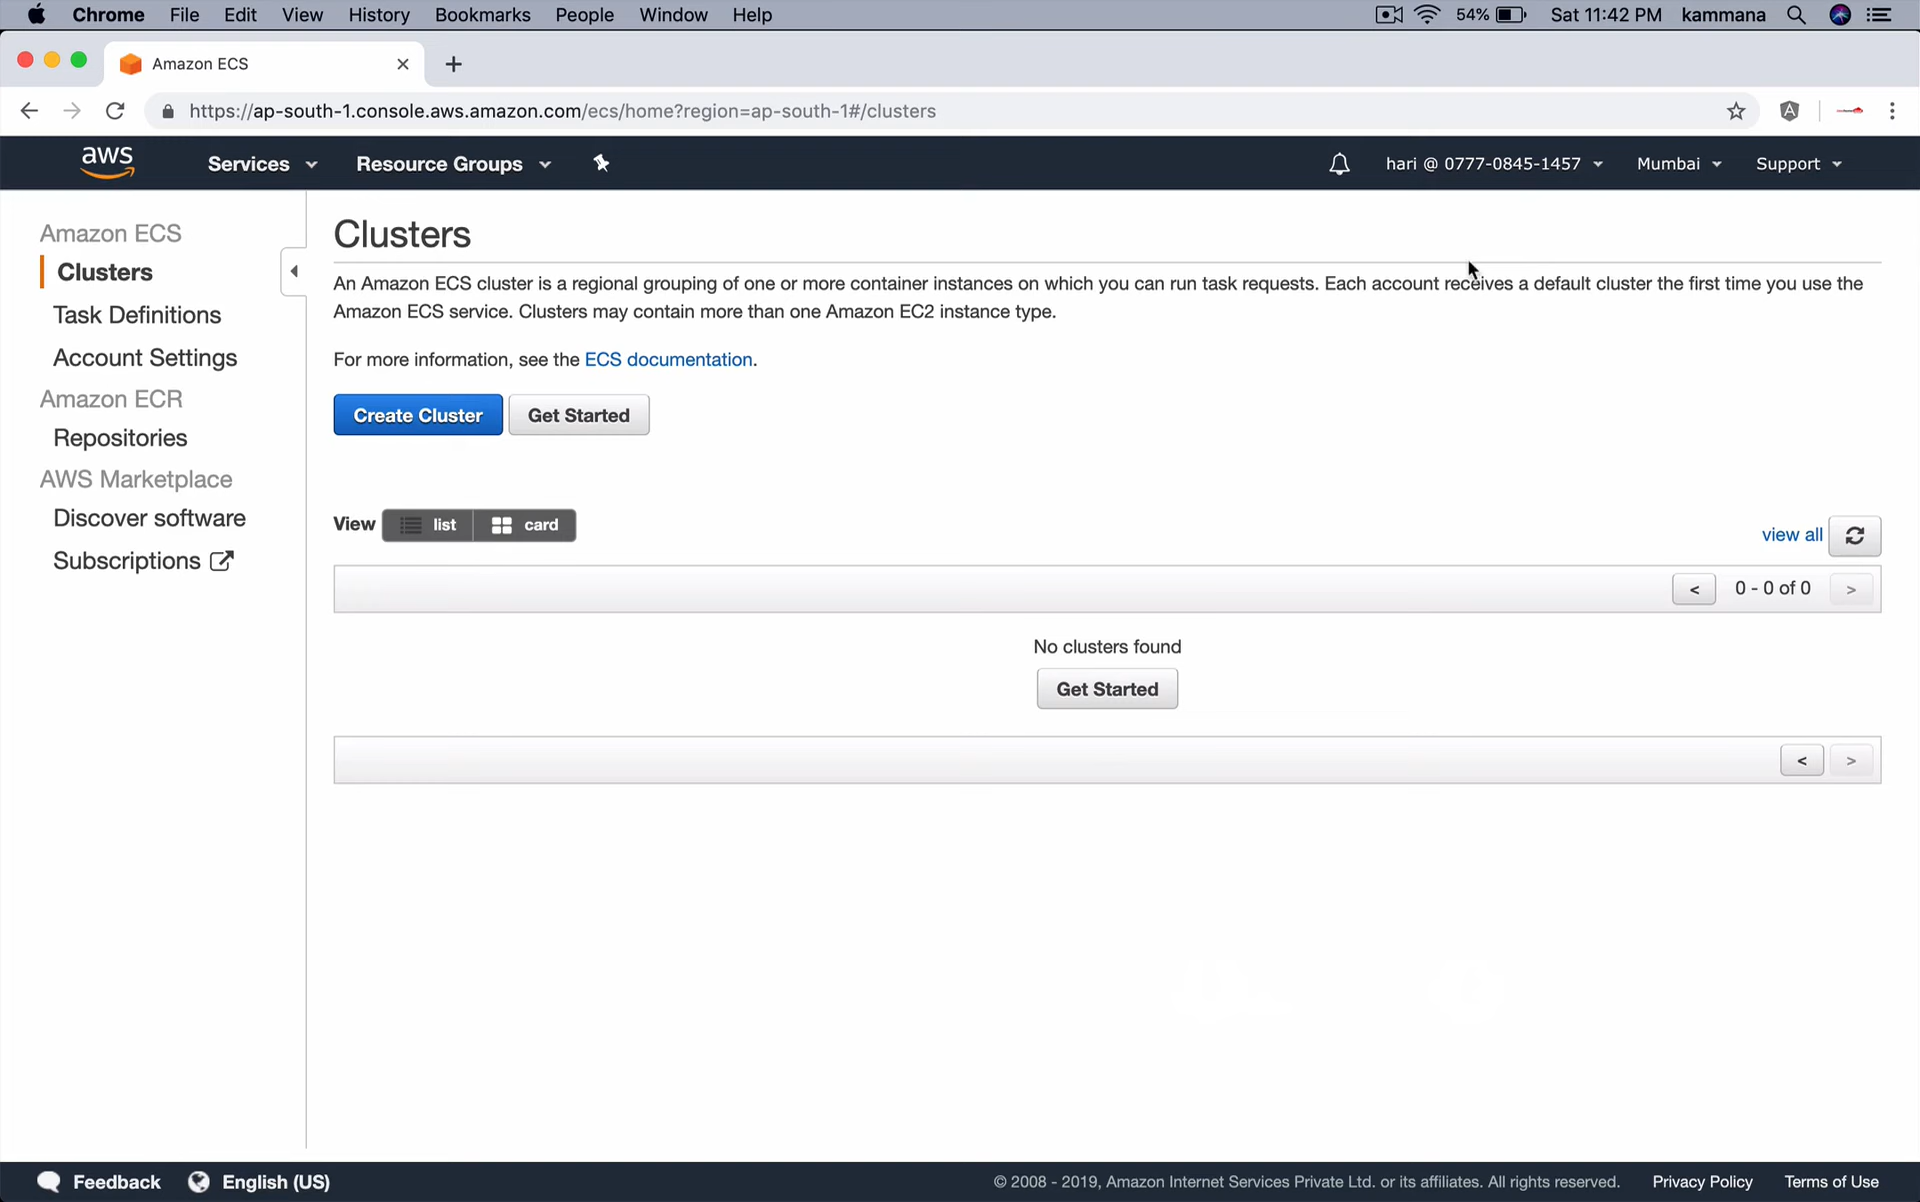 Chrome File Edit View History Bookmarks People Window Help 54% Sat 11:42 PM kammana
Amazon ECS
https://ap-south-1.console.aws.amazon.com/ecs/home?region=ap-south-1#/clusters
aws Services Resource Groups hari @ 0777-0845-1457 Mumbai Support
Amazon ECS
Clusters
Task Definitions
Account Settings
Amazon ECR
Repositories
AWS Marketplace
Discover software
Subscriptions
Clusters
An Amazon ECS cluster is a regional grouping of one or more container instances on which you can run task requests. Each account receives a default cluster the first time you use the
Amazon ECS service. Clusters may contain more than one Amazon EC2 instance type.
For more information, see the ECS documentation.
Create Cluster Get Started
View list card
view all
< 0 - 0 of 0 >
No clusters found
Get Started
< >
Feedback English (US) © 2008 - 2019, Amazon Internet Services Private Ltd. or its affiliates. All rights reserved. Privacy Policy Terms of Use